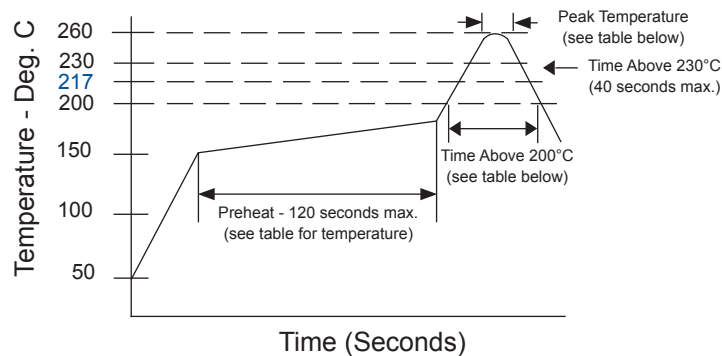 Temperature - Deg. C
260
230
217
200
150
100
50
Peak Temperature
(see table below)
Time Above 230°C
(40 seconds max.)
Time Above 200°C
(see table below)
Preheat - 120 seconds max.
(see table for temperature)
Time (Seconds)